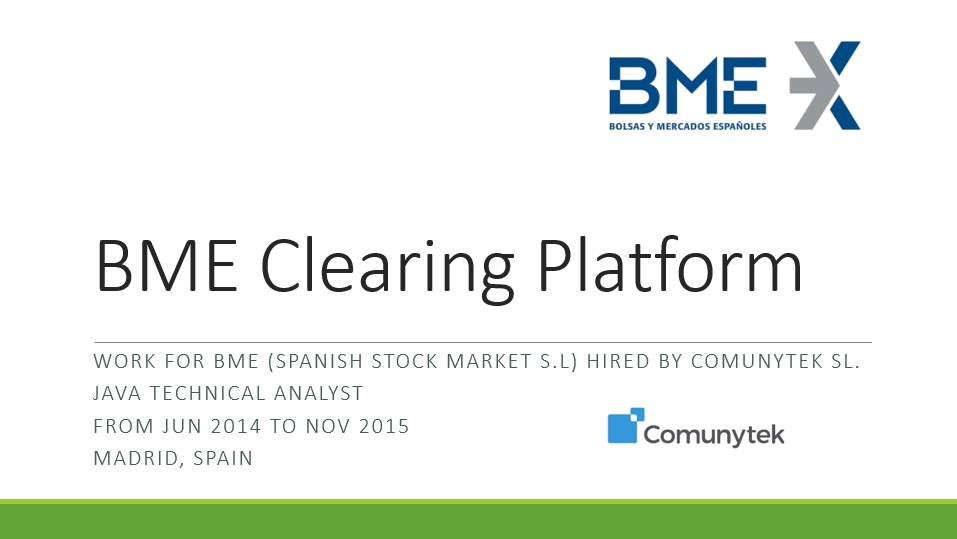 BME X
BOLSAS Y MERCADOS ESPAÑOLES
BME Clearing Platform
WORK FOR BME (SPANISH STOCK MARKET S.L) HIRED BY COMUNYTEK SL.
JAVA TECHNICAL ANALYST
FROM JUN 2014 TO NOV 2015
Comunytek
MADRID, SPAIN